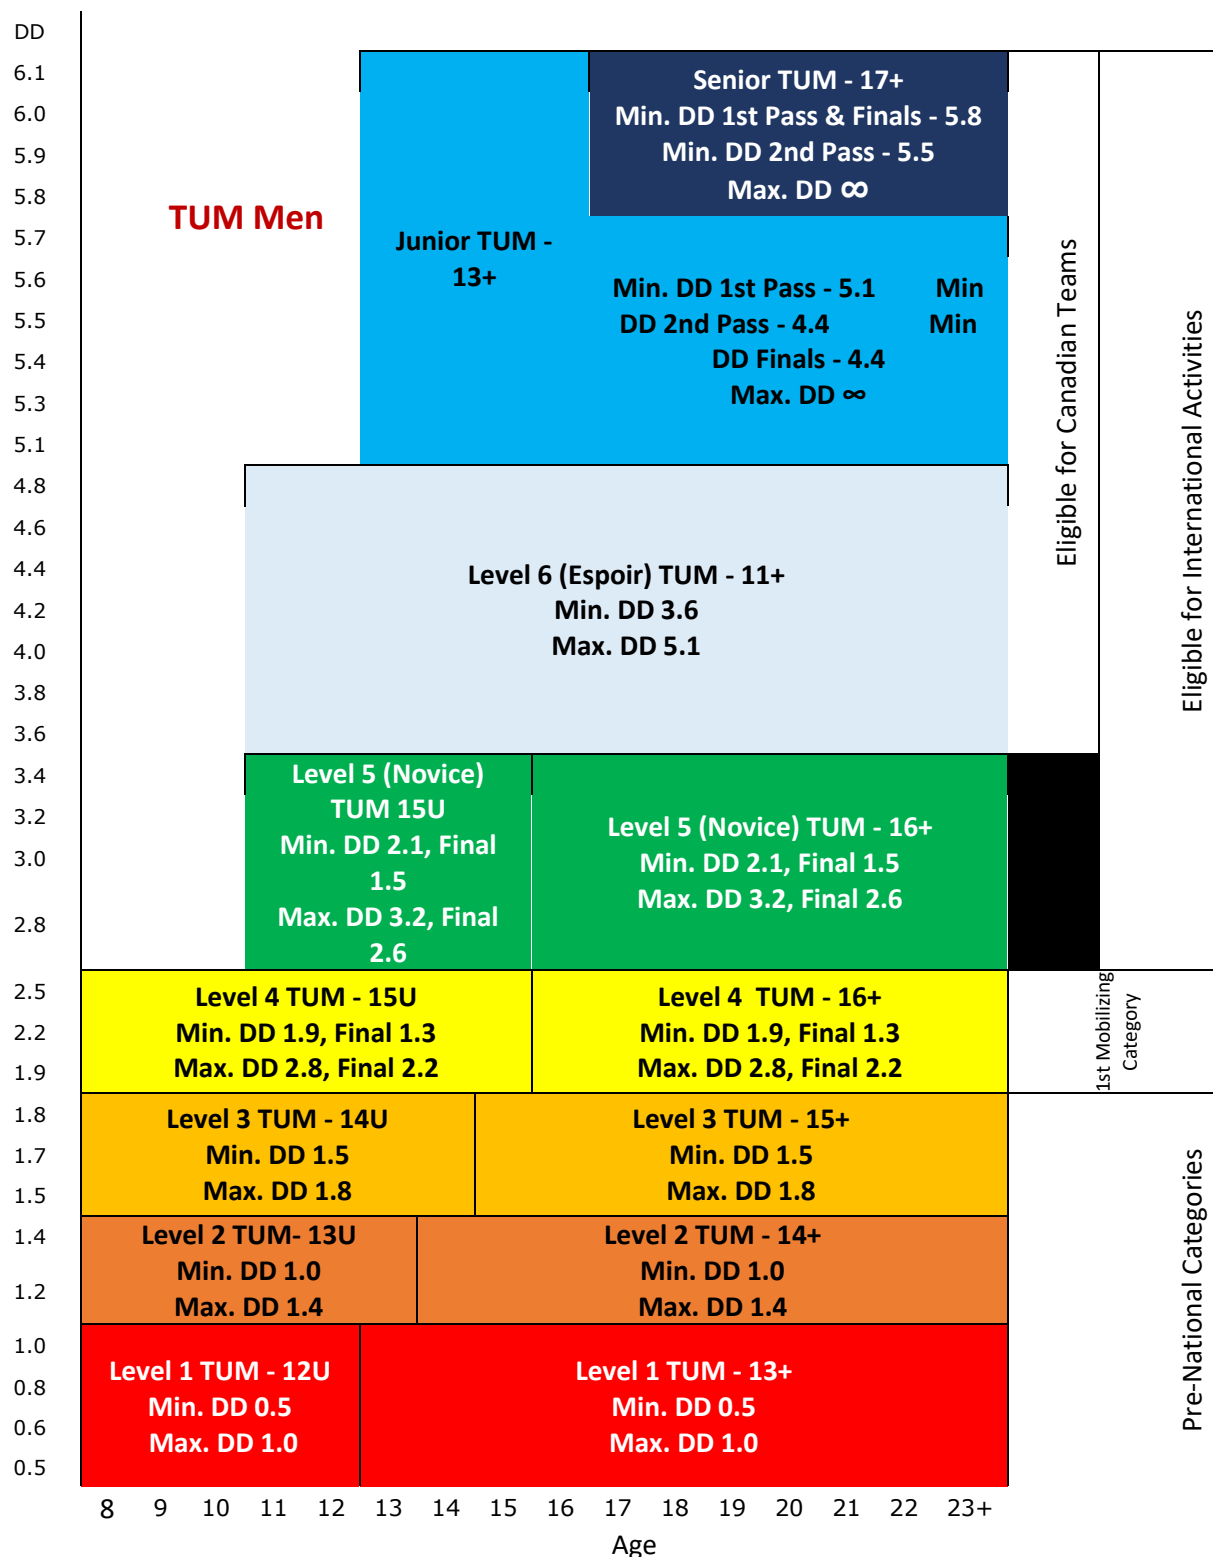 DD
6.1
6.0
5.9
5.8
5.7
5.6
5.5
5.4
5.3
5.1
4.8
4.6
4.4
4.2
4.0
3.8
3.6
3.4
3.2
3.0
2.8
2.5
2.2
1.9
1.8
1.7
1.5
1.4
1.2
1.0
0.8
0.6
0.5
TUM Men
Senior TUM - 17+
Min. DD 1st Pass & Finals - 5.8
Min. DD 2nd Pass - 5.5
Max. DD ∞
Junior TUM -
13+
Min. DD 1st Pass - 5.1 Min
DD 2nd Pass - 4.4 Min
DD Finals - 4.4
Max. DD ∞
Level 6 (Espoir) TUM - 11+
Min. DD 3.6
Max. DD 5.1
Level 5 (Novice)
TUM 15U
Min. DD 2.1, Final
1.5
Max. DD 3.2, Final
2.6
Level 5 (Novice) TUM - 16+
Min. DD 2.1, Final 1.5
Max. DD 3.2, Final 2.6
Level 4 TUM - 15U
Min. DD 1.9, Final 1.3
Max. DD 2.8, Final 2.2
Level 4 TUM - 16+
Min. DD 1.9, Final 1.3
Max. DD 2.8, Final 2.2
Level 3 TUM - 14U
Min. DD 1.5
Max. DD 1.8
Level 3 TUM - 15+
Min. DD 1.5
Max. DD 1.8
Level 2 TUM- 13U
Min. DD 1.0
Max. DD 1.4
Level 2 TUM - 14+
Min. DD 1.0
Max. DD 1.4
Level 1 TUM - 12U
Min. DD 0.5
Max. DD 1.0
Level 1 TUM - 13+
Min. DD 0.5
Max. DD 1.0
Eligible for Canadian Teams
Eligible for International Activities
1st Mobilizing
Category
Pre-National Categories
8 9 10 11 12 13 14 15 16 17 18 19 20 21 22 23+
Age